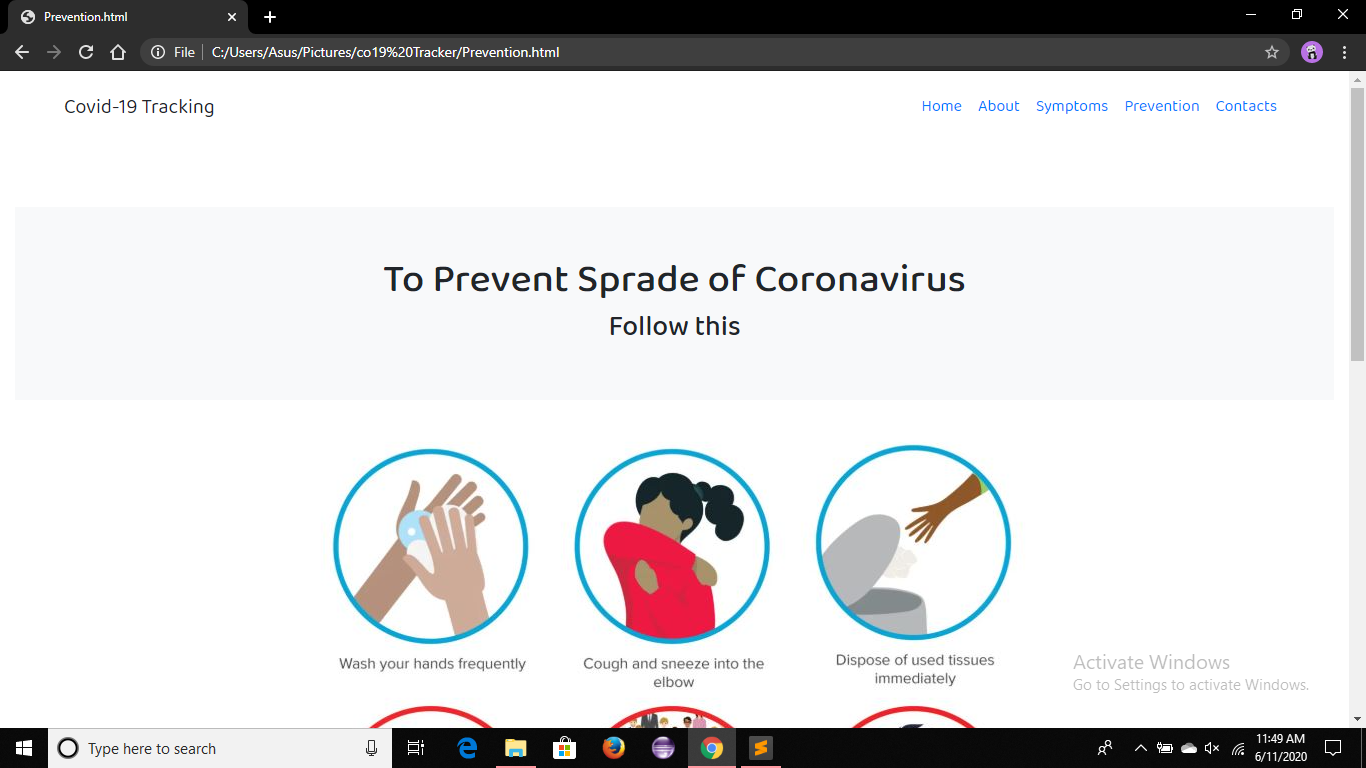 Prevention.html
File
C:/Users/Asus/Pictures/co19%20Tracker/Prevention.html
Covid-19 Tracking
Home About Symptoms Prevention Contacts
To Prevent Sprade of Coronavirus
Follow this
Wash your hands frequently
Cough and sneeze into the
elbow
Dispose of used tissues
immediately
Activate Windows
Go to Settings to activate Windows.
Type here to search
11:49 AM
6/11/2020